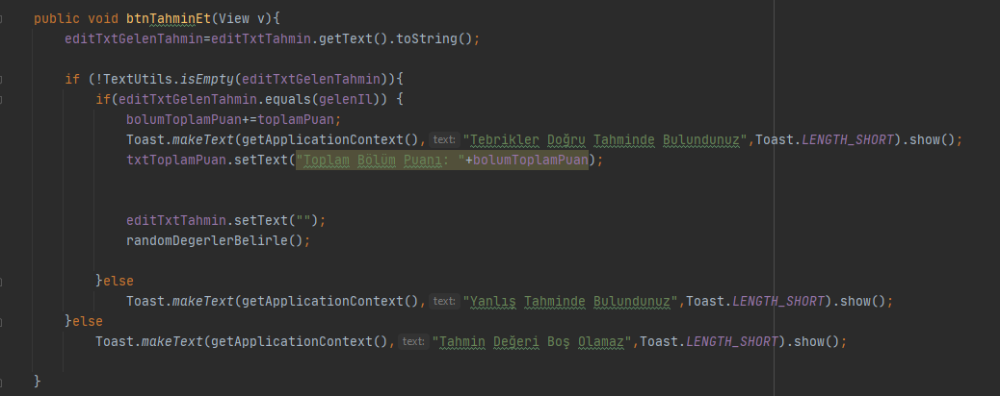 public void btnTahminEt(View v){
editTxtGelenTahmin=editTxtTahmin.getText().toString();
if (!TextUtils.isEmpty(editTxtGelenTahmin)){
if(editTxtGelenTahmin.equals(gelenIl)) {
bolumToplamPuan+=toplamPuan;
Toast.makeText(getApplicationContext(), text: "Tebrikler Doğru Tahminde Bulundunuz",Toast.LENGTH_SHORT).show();
txtToplamPuan.setText("Toplam Bölüm Puanı: "+bolumToplamPuan);
editTxtTahmin.setText("");
randomDegerlerBelirle();
}else
Toast.makeText(getApplicationContext(), text: "Yanlış Tahminde Bulundunuz",Toast.LENGTH_SHORT).show();
}else
Toast.makeText(getApplicationContext(), text: "Tahmin Değeri Boş Olamaz",Toast.LENGTH_SHORT).show();
}